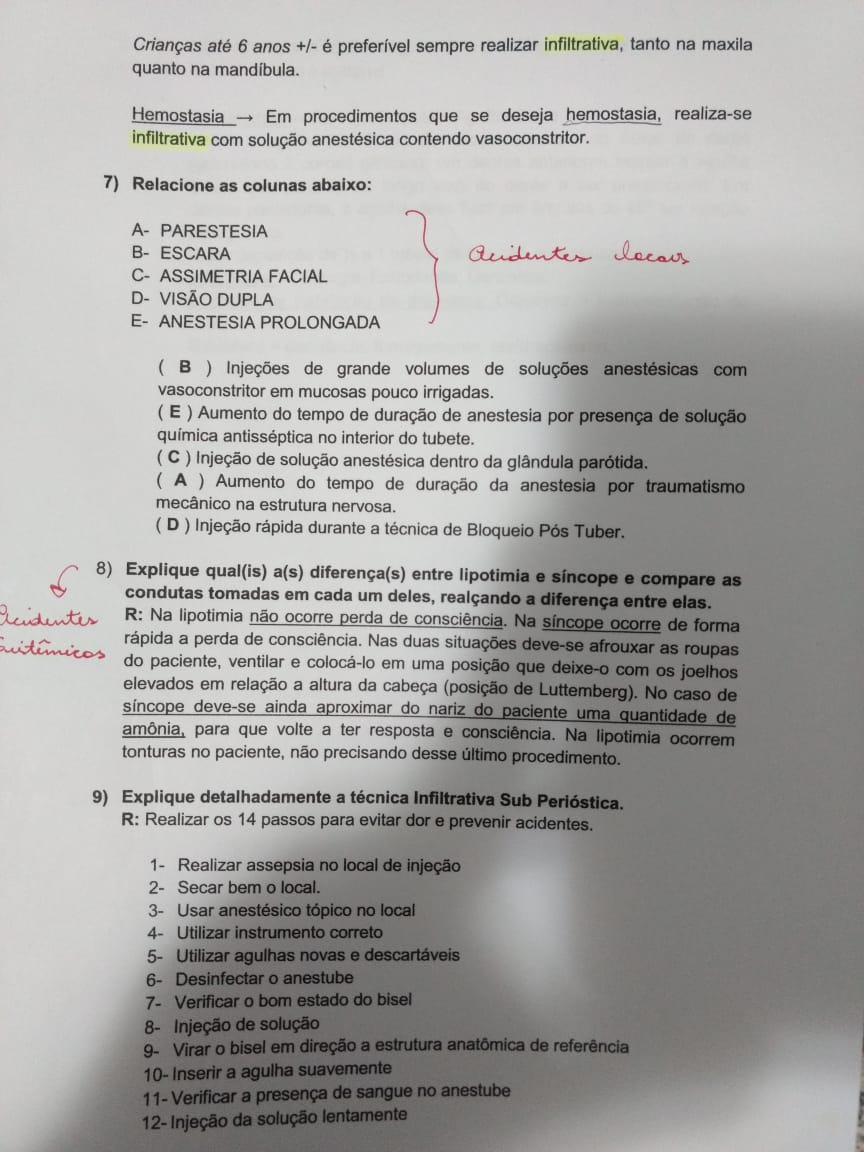 Crianças até 6 anos +/- é preferível sempre realizar infiltrativa, tanto na maxila
quanto na mandíbula.
Hemostasia → Em procedimentos que se deseja hemostasia, realiza-se
infiltrativa com solução anestésica contendo vasoconstritor.
7) Relacione as colunas abaixo:
A- PARESTESIA
B- ESCARA
C- ASSIMETRIA FACIAL
D- VISÃO DUPLA
E- ANESTESIA PROLONGADA
acidentes locais
( B ) Injeções de grande volumes de soluções anestésicas com
vasoconstritor em mucosas pouco irrigadas.
( E ) Aumento do tempo de duração de anestesia por presença de solução
química antisséptica no interior do tubete.
( C ) Injeção de solução anestésica dentro da glândula parótida.
( A ) Aumento do tempo de duração da anestesia por traumatismo
mecânico na estrutura nervosa.
( D ) Injeção rápida durante a técnica de Bloqueio Pós Tuber.
8) Explique qual(is) a(s) diferença(s) entre lipotimia e síncope e compare as
condutas tomadas em cada um deles, realçando a diferença entre elas.
Acidentes
R: Na lipotimia não ocorre perda de consciência. Na síncope ocorre de forma
rápida a perda de consciência. Nas duas situações deve-se afrouxar as roupas
do paciente, ventilar e colocá-lo em uma posição que deixe-o com os joelhos
elevados em relação a altura da cabeça (posição de Luttemberg). No caso de
síncope deve-se ainda aproximar do nariz do paciente uma quantidade de
amônia, para que volte a ter resposta e consciência. Na lipotimia ocorrem
tonturas no paciente, não precisando desse último procedimento.
9) Explique detalhadamente a técnica Infiltrativa Sub Perióstica.
R: Realizar os 14 passos para evitar dor e prevenir acidentes.
1- Realizar assepsia no local de injeção
2- Secar bem o local.
3- Usar anestésico tópico no local
4- Utilizar instrumento correto
5- Utilizar agulhas novas e descartáveis
6- Desinfectar o anestube
7- Verificar o bom estado do bisel
8- Injeção de solução
9- Virar o bisel em direção a estrutura anatômica de referência
10- Inserir a agulha suavemente
11- Verificar a presença de sangue no anestube
12- Injeção da solução lentamente